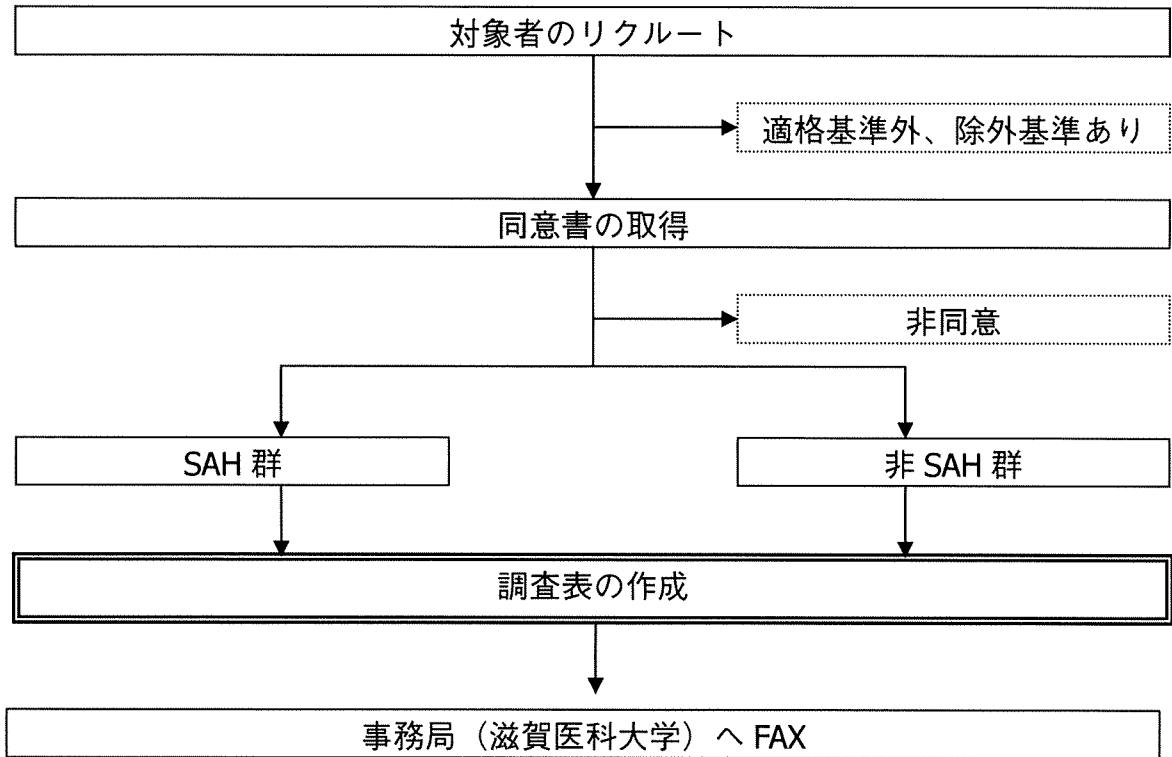 対象者のリクルート
適格基準外、除外基準あり
同意書の取得
非同意
SAH 群
非 SAH 群
調査表の作成
事務局（滋賀医科大学）へ FAX